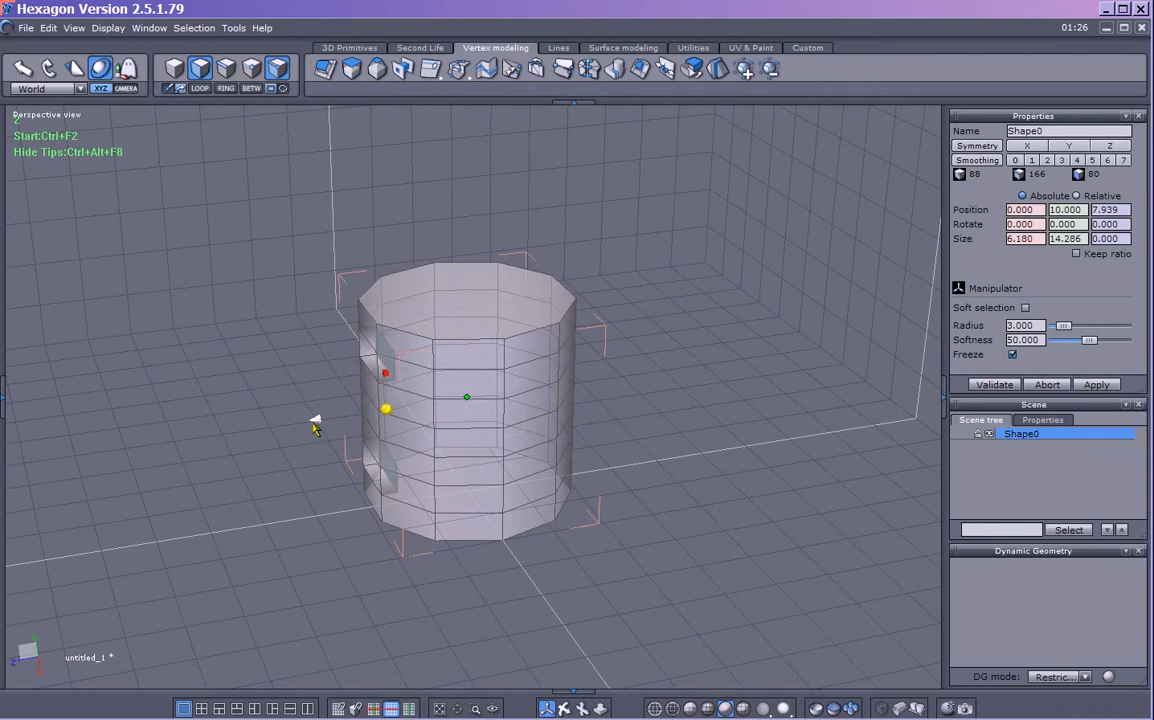 Hexagon Version 2.5.1.79
File Edit View Display Window Selection Tools Help
01:26
3D Primitives Second Life Vertex modeling Lines Surface modeling Utilities UV & Paint Custom
World XYZ CAMERA LOOP RING BETW
Perspective view
Z
Start:Ctrl+F2
Hide Tips:Ctrl+Alt+F8
Properties
Name Shape0
Symmetry X Y Z
Smoothing 0 1 2 3 4 5 6 7
88 166 80
Absolute Relative
Position 0.000 10.000 7.939
Rotate 0.000 0.000 0.000
Size 6.180 14.286 0.000
Keep ratio
Manipulator
Soft selection
Radius 3.000
Softness 50.000
Freeze
Validate Abort Apply
Scene
Scene tree Properties
Shape0
Select
Dynamic Geometry
DG mode: Restric...
Y
Z X
untitled_1 *